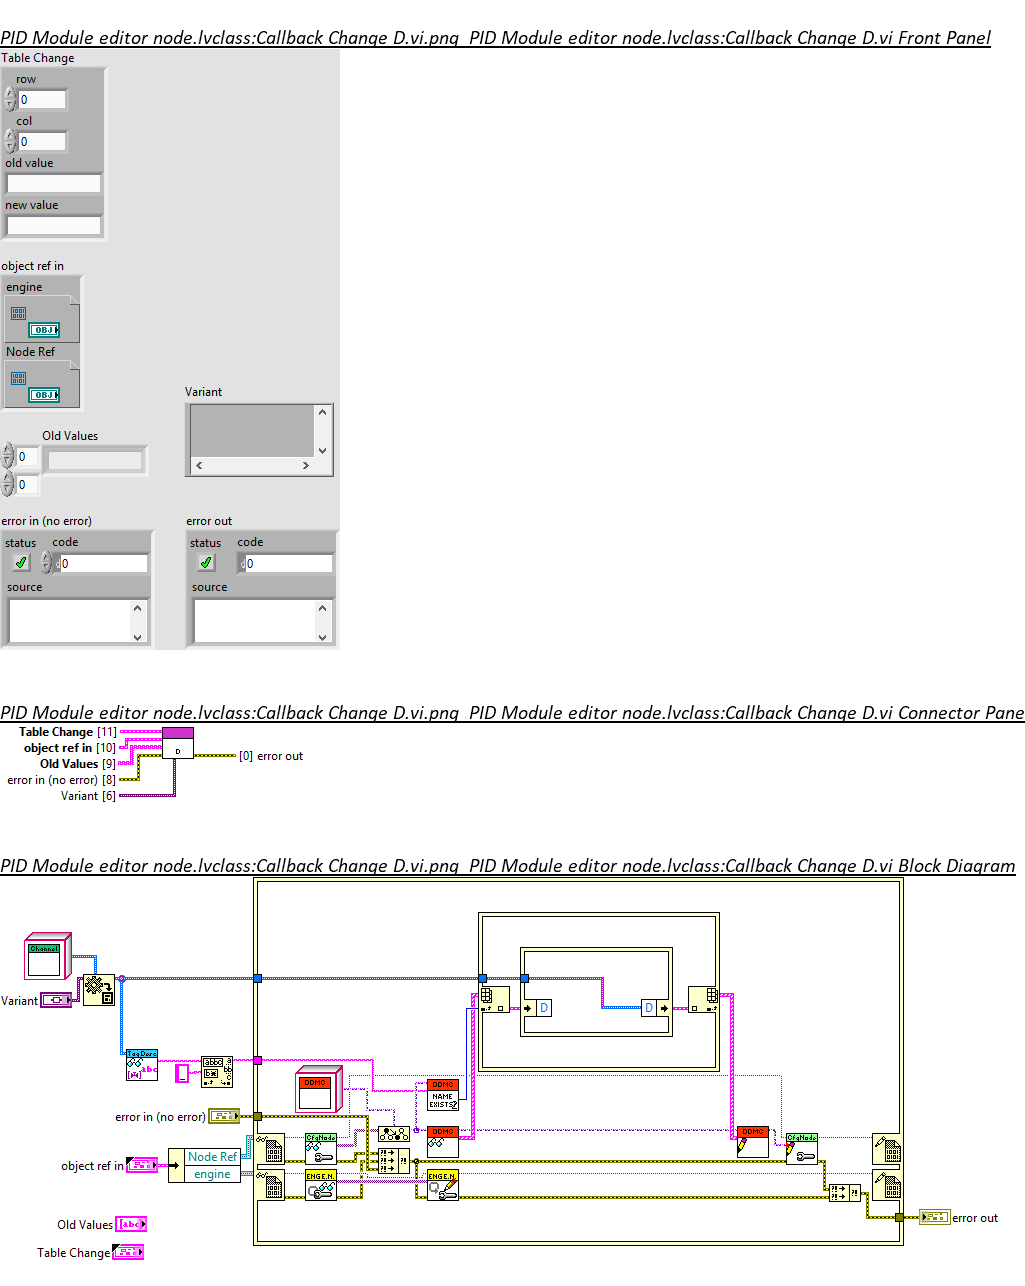 PID Module editor node.lvclass:Callback Change D.vi.png PID Module editor node.lvclass:Callback Change D.vi Front Panel
Table Change
row
0
col
0
old value
new value
object ref in
engine
OBJ
Node Ref
OBJ
Variant
Old Values
0
0
error in (no error)
error out
status code
0
status code
0
source
source
PID Module editor node.lvclass:Callback Change D.vi.png PID Module editor node.lvclass:Callback Change D.vi Connector Pane
Table Change [11]
object ref in [10]
Old Values [9]
error in (no error) [8]
Variant [6]
D
[0] error out
PID Module editor node.lvclass:Callback Change D.vi.png PID Module editor node.lvclass:Callback Change D.vi Block Diagram
Channel
Variant
D
D
Tag Desc
abc
DDMC
DDMC
NAME
EXISTS?
error in (no error)
DDMC
DDMC
CfgNode
CfgNode
object ref in
Node Ref
engine
ENGE.N
ENGE.N
Old Values
abc
error out
Table Change